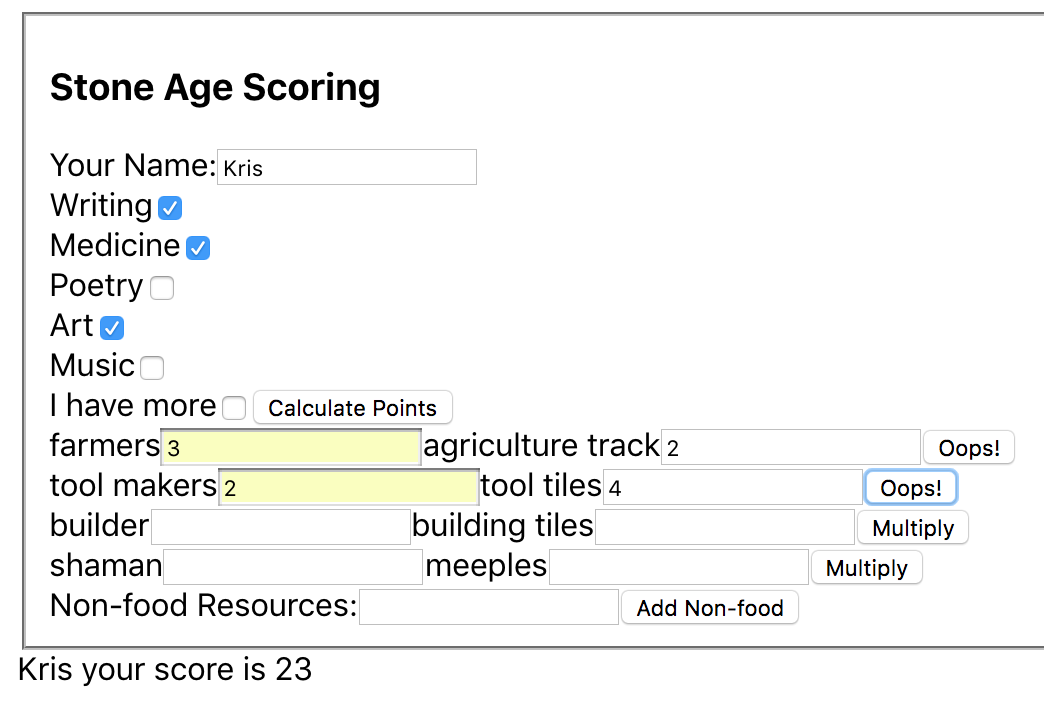 Stone Age Scoring
Your Name: Kris
Writing
Medicine
Poetry
Art
Music
I have more Calculate Points
farmers 3 agriculture track 2 Oops!
tool makers 2 tool tiles 4 Oops!
builder building tiles Multiply
shaman meeples Multiply
Non-food Resources: Add Non-food
Kris your score is 23